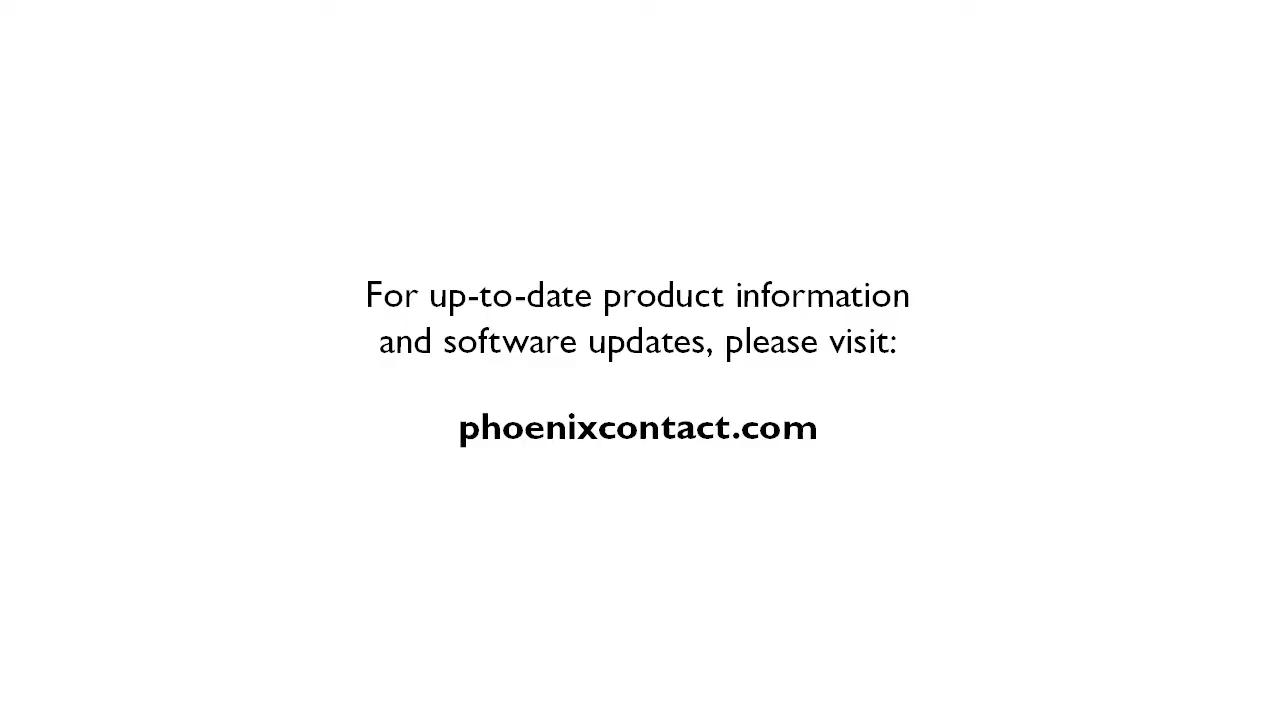 For up-to-date product information
and software updates, please visit:
phoenixcontact.com